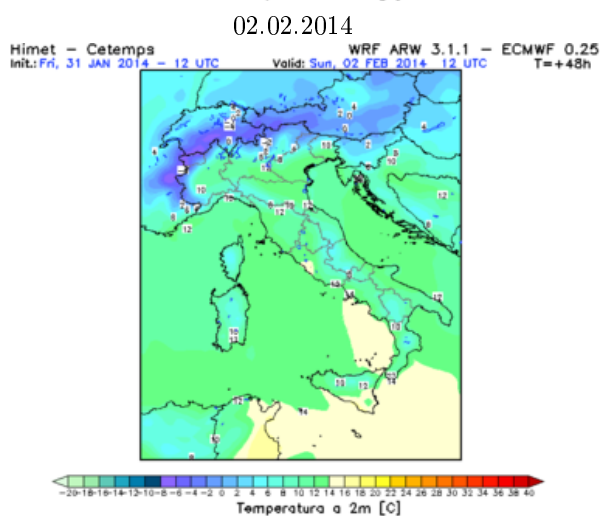 02.02.2014
Himet – Cetemps WRF ARW 3.1.1 – ECMWF 0.25
Init.: Fri, 31 JAN 2014 – 12 UTC Valid: Sun, 02 FEB 2014 12 UTC T=+48h
-20-18-16-14-12-10-8 -6 -4 -2 0 2 4 6 8 10 12 14 16 18 20 22 24 26 28 30 32 34 36 38 40
Temperatura a 2m [C]